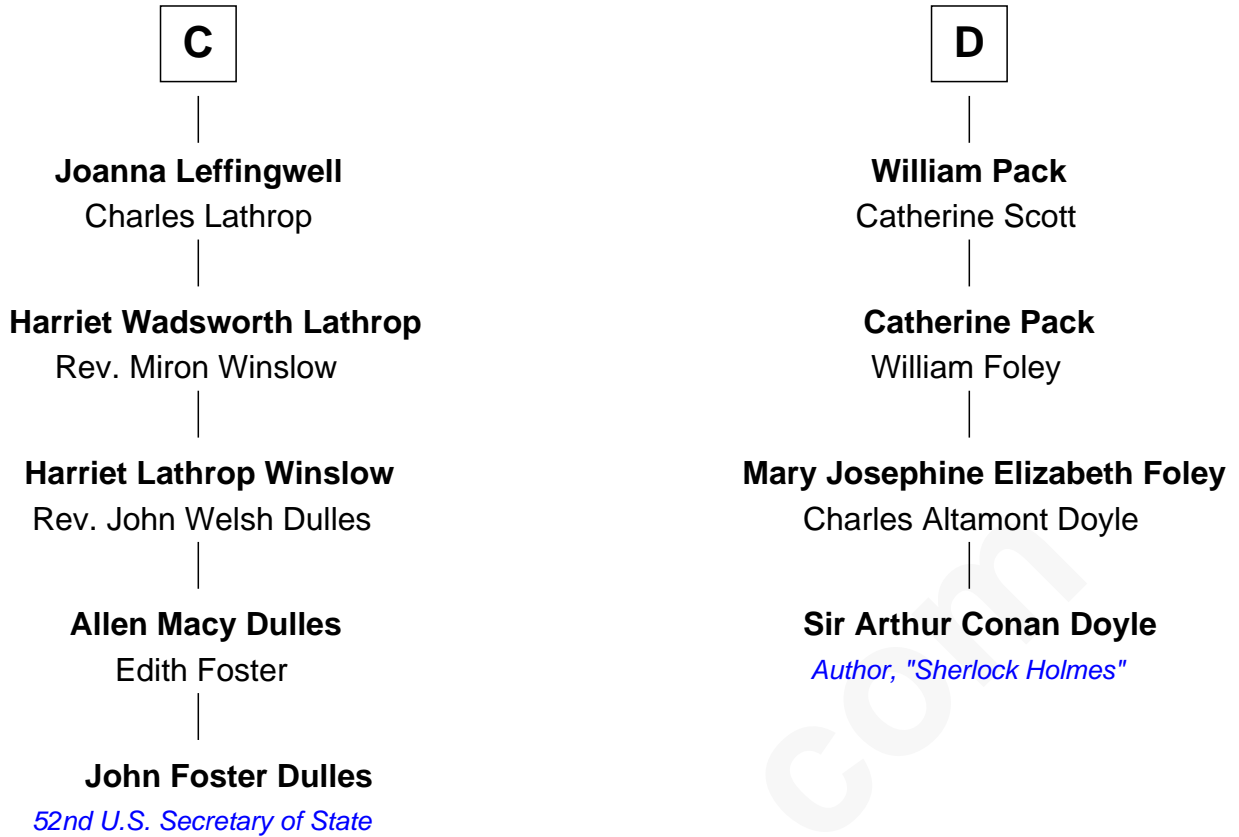 C
Joanna Leffingwell
Charles Lathrop
Harriet Wadsworth Lathrop
Rev. Miron Winslow
Harriet Lathrop Winslow
Rev. John Welsh Dulles
Allen Macy Dulles
Edith Foster
John Foster Dulles
52nd U.S. Secretary of State
D
William Pack
Catherine Scott
Catherine Pack
William Foley
Mary Josephine Elizabeth Foley
Charles Altamont Doyle
Sir Arthur Conan Doyle
Author, "Sherlock Holmes"
com